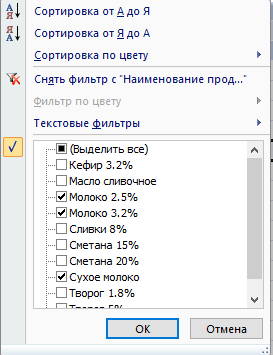 Сортировка от А до Я
Сортировка от Я до А
Сортировка по цвету
Снять фильтр с "Наименование прод..."
Фильтр по цвету
Текстовые фильтры
(Выделить все)
Кефир 3.2%
Масло сливочное
Молоко 2.5%
Молоко 3.2%
Сливки 8%
Сметана 15%
Сметана 20%
Сухое молоко
Творог 1.8%
Творог 5%
ОК
Отмена